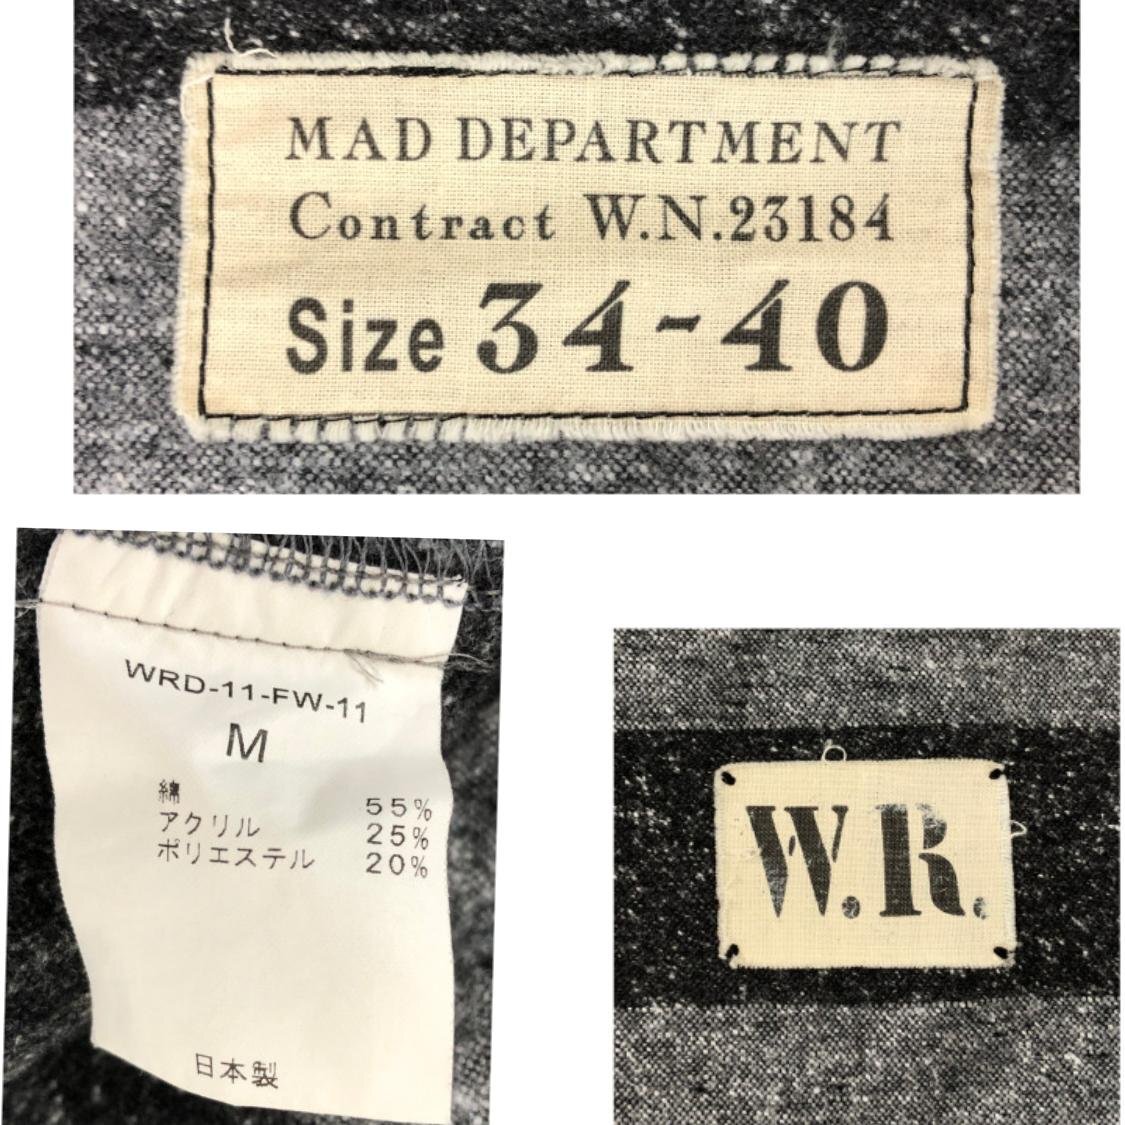 MAD DEPARTMENT
Contract W.N.23184
Size 34-40
WRD-11-FW-11
M
綿 55%
アクリル 25%
ポリエステル 20%
日本製
W.R.